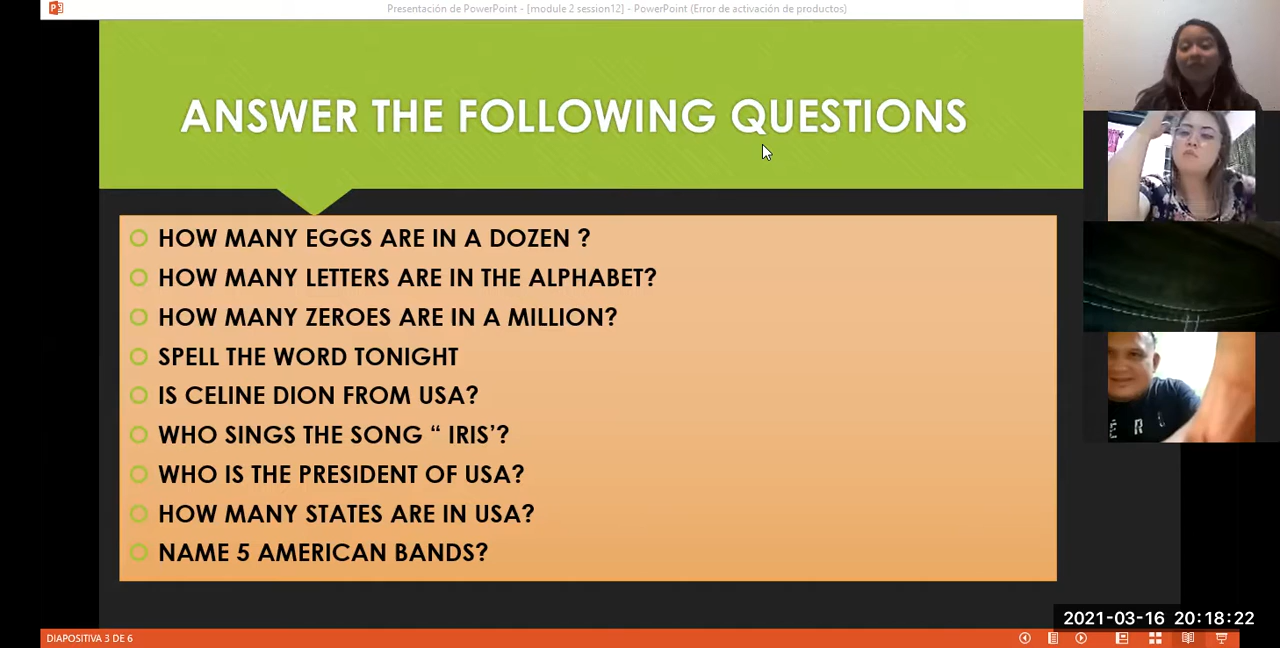 Presentación de PowerPoint - [module 2 session12] - PowerPoint (Error de activación de productos)
ANSWER THE FOLLOWING QUESTIONS
HOW MANY EGGS ARE IN A DOZEN ?
HOW MANY LETTERS ARE IN THE ALPHABET?
HOW MANY ZEROES ARE IN A MILLION?
SPELL THE WORD TONIGHT
IS CELINE DION FROM USA?
WHO SINGS THE SONG “ IRIS’?
WHO IS THE PRESIDENT OF USA?
HOW MANY STATES ARE IN USA?
NAME 5 AMERICAN BANDS?
2021-03-16 20:18:22
DIAPOSITIVA 3 DE 6